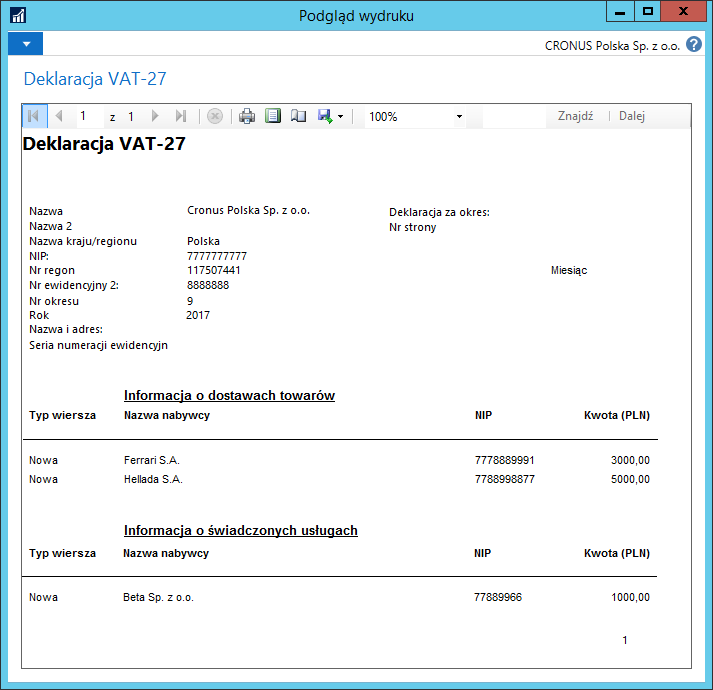 Podgląd wydruku
CRONUS Polska Sp. z o.o. ?
Deklaracja VAT-27
1 z 1 100% Znajdź Dalej
Deklaracja VAT-27
Nazwa Cronus Polska Sp. z o.o. Deklaracja za okres:
Nazwa 2 Nr strony
Nazwa kraju/regionu Polska
NIP: 7777777777
Nr regon 117507441 Miesiąc
Nr ewidencyjny 2: 8888888
Nr okresu 9
Rok 2017
Nazwa i adres:
Seria numeracji ewidencyjn
Informacja o dostawach towarów
Typ wiersza Nazwa nabywcy NIP Kwota (PLN)
Nowa Ferrari S.A. 7778889991 3000,00
Nowa Hellada S.A. 7788998877 5000,00
Informacja o świadczonych usługach
Typ wiersza Nazwa nabywcy NIP Kwota (PLN)
Nowa Beta Sp. z o.o. 77889966 1000,00
1